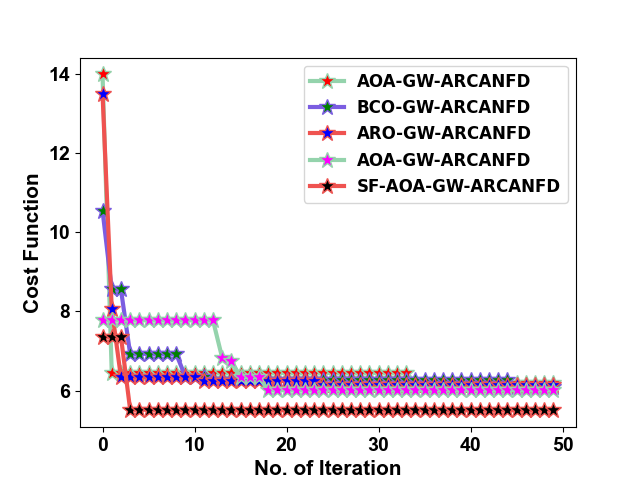 14
12
10
8
6
Cost Function
AOA-GW-ARCANFD
BCO-GW-ARCANFD
ARO-GW-ARCANFD
AOA-GW-ARCANFD
SF-AOA-GW-ARCANFD
0 10 20 30 40 50
No. of Iteration